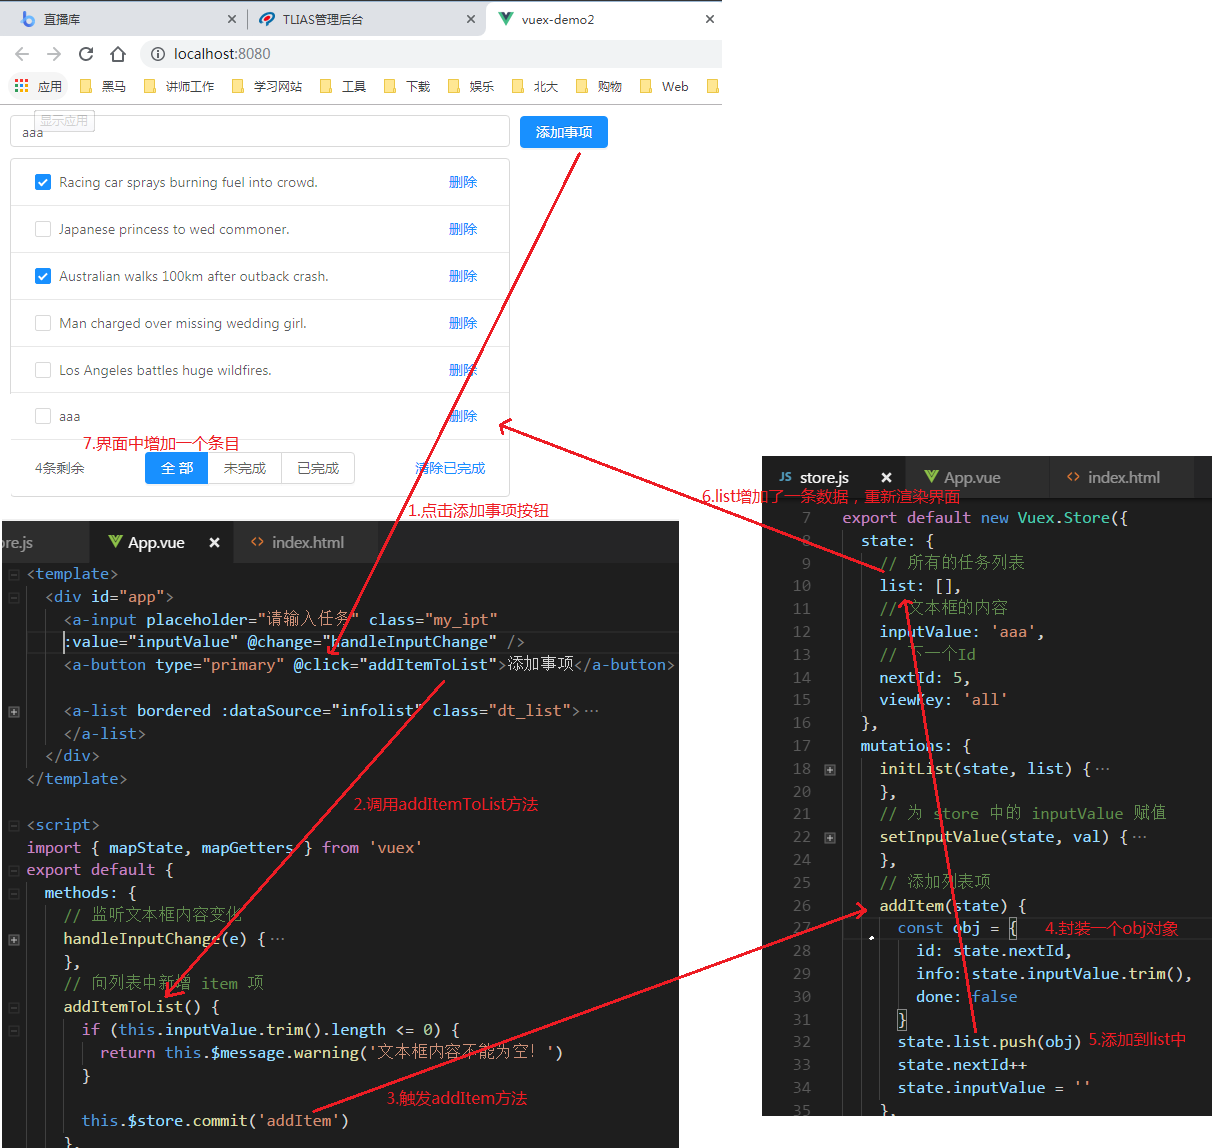 直播库
TLIAS管理后台
vuex-demo2
localhost:8080
应用 黑马 讲师工作 学习网站 工具 下载 娱乐 北大 购物 Web
显示应用
aaa
添加事项
Racing car sprays burning fuel into crowd. 删除
Japanese princess to wed commoner. 删除
Australian walks 100km after outback crash. 删除
Man charged over missing wedding girl. 删除
Los Angeles battles huge wildfires. 删除
aaa 删除
7.界面中增加一个条目
4条剩余 全 部 未完成 已完成 清除已完成
1.点击添加事项按钮
re.js App.vue index.html
<template>
<div id="app">
<a-input placeholder="请输入任务" class="my_ipt"
:value="inputValue" @change="handleInputChange" />
<a-button type="primary" @click="addItemToList">添加事项</a-button>
<a-list bordered :dataSource="infolist" class="dt_list">···
</a-list>
</div>
</template>
2.调用addItemToList方法
<script>
import { mapState, mapGetters } from 'vuex'
export default {
methods: {
// 监听文本框内容变化
handleInputChange(e) {···
},
// 向列表中新增 item 项
addItemToList() {
if (this.inputValue.trim().length <= 0) {
return this.$message.warning('文本框内容不能为空！')
}
3.触发addItem方法
this.$store.commit('addItem')
},
store.js App.vue index.html
6.list增加了一条数据，重新渲染界面
7 export default new Vuex.Store({
8 state: {
9 // 所有的任务列表
10 list: [],
11 // 文本框的内容
12 inputValue: 'aaa',
13 // 下一个Id
14 nextId: 5,
15 viewKey: 'all'
16 },
17 mutations: {
18 initList(state, list) {···
20 },
21 // 为 store 中的 inputValue 赋值
22 setInputValue(state, val) {···
24 },
25 // 添加列表项
26 addItem(state) {
27 const obj = { 4.封装一个obj对象
28 id: state.nextId,
29 info: state.inputValue.trim(),
30 done: false
31 }
32 state.list.push(obj) 5.添加到list中
33 state.nextId++
34 state.inputValue = ''
35 },